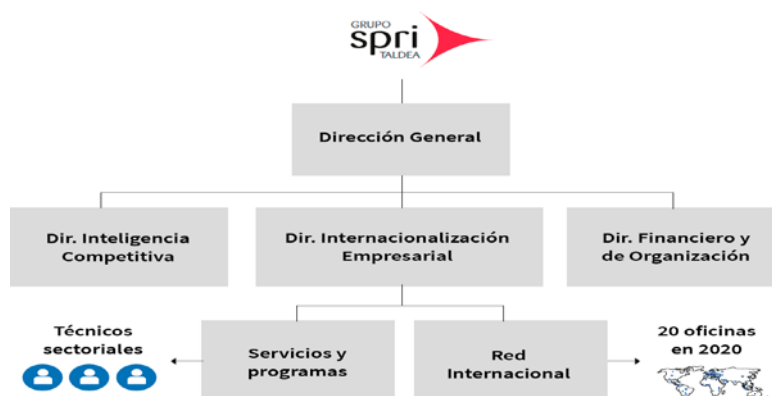 GRUPO
spri
TALDEA
Dirección General
Dir. Inteligencia
Competitiva
Dir. Internacionalización
Empresarial
Dir. Financiero y
de Organización
Técnicos
sectoriales
Servicios y
programas
Red
Internacional
20 oficinas
en 2020